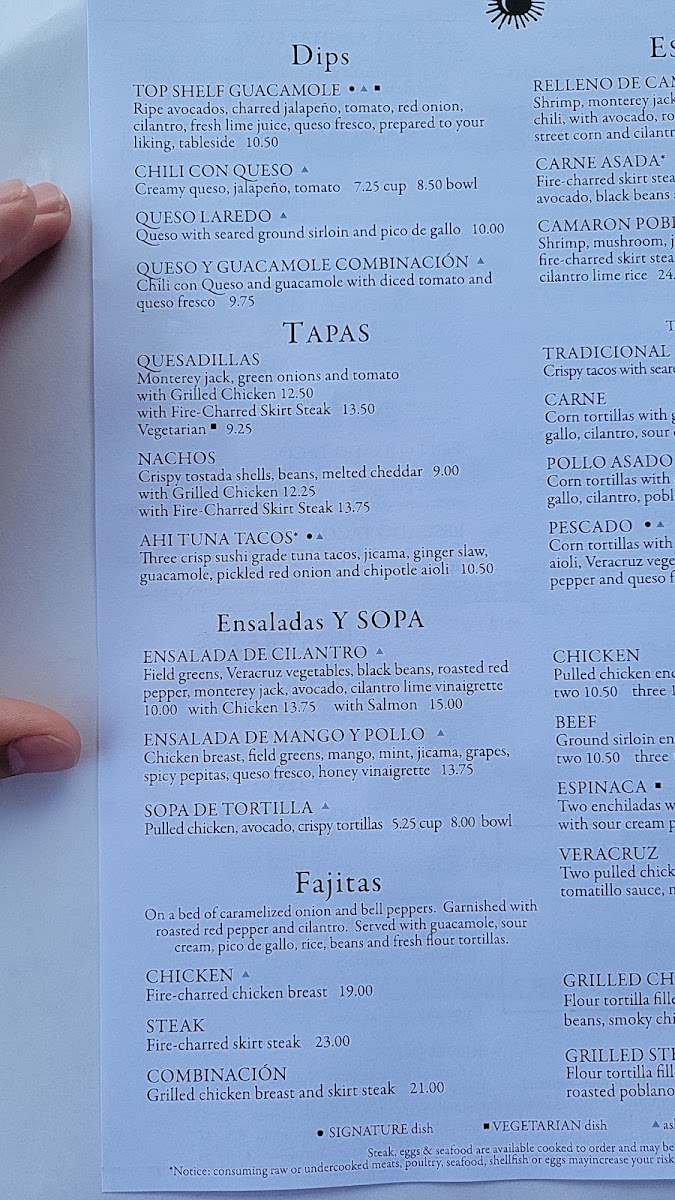 Dips
TOP SHELF GUACAMOLE • ▲ ■
Ripe avocados, charred jalapeño, tomato, red onion,
cilantro, fresh lime juice, queso fresco, prepared to your
liking, tableside 10.50
CHILI CON QUESO ▲
Creamy queso, jalapeño, tomato 7.25 cup 8.50 bowl
QUESO LAREDO ▲
Queso with seared ground sirloin and pico de gallo 10.00
QUESO Y GUACAMOLE COMBINACIÓN ▲
Chili con Queso and guacamole with diced tomato and
queso fresco 9.75
TAPAS
QUESADILLAS
Monterey jack, green onions and tomato
with Grilled Chicken 12.50
with Fire-Charred Skirt Steak 13.50
Vegetarian ■ 9.25
NACHOS
Crispy tostada shells, beans, melted cheddar 9.00
with Grilled Chicken 12.25
with Fire-Charred Skirt Steak 13.75
AHI TUNA TACOS* • ▲
Three crisp sushi grade tuna tacos, jicama, ginger slaw,
guacamole, pickled red onion and chipotle aioli 10.50
Ensaladas Y SOPA
ENSALADA DE CILANTRO ▲
Field greens, Veracruz vegetables, black beans, roasted red
pepper, monterey jack, avocado, cilantro lime vinaigrette
10.00 with Chicken 13.75 with Salmon 15.00
ENSALADA DE MANGO Y POLLO ▲
Chicken breast, field greens, mango, mint, jicama, grapes,
spicy pepitas, queso fresco, honey vinaigrette 13.75
SOPA DE TORTILLA ▲
Pulled chicken, avocado, crispy tortillas 5.25 cup 8.00 bowl
Fajitas
On a bed of caramelized onion and bell peppers. Garnished with
roasted red pepper and cilantro. Served with guacamole, sour
cream, pico de gallo, rice, beans and fresh flour tortillas.
CHICKEN ▲
Fire-charred chicken breast 19.00
STEAK
Fire-charred skirt steak 23.00
COMBINACIÓN
Grilled chicken breast and skirt steak 21.00
RELLENO DE
Shrimp, monterey jack
chili, with avocado,
street corn and
CARNE ASADA*
Fire-charred skirt
avocado, black beans
CAMARON
Shrimp, mushroom,
fire-charred skirt
cilantro lime rice 24.
TRADICIONAL
Crispy tacos with
CARNE
Corn tortillas with
gallo, cilantro, sour
POLLO ASADO
Corn tortillas with
gallo, cilantro,
PESCADO • ▲
Corn tortillas with
aioli, Veracruz
pepper and queso
CHICKEN
Pulled chicken
two 10.50 three
BEEF
Ground sirloin
two 10.50 three
ESPINACA ■
Two enchiladas
with sour cream
VERACRUZ
Two pulled
tomatillo sauce,
GRILLED
Flour tortilla
beans, smoky
GRILLED
Flour tortilla
roasted poblano
• SIGNATURE dish ■ VEGETARIAN dish ▲
Steak, eggs & seafood are available cooked to order and may be
*Notice: consuming raw or undercooked meats, poultry, seafood, shellfish or eggs mayincrease your risk